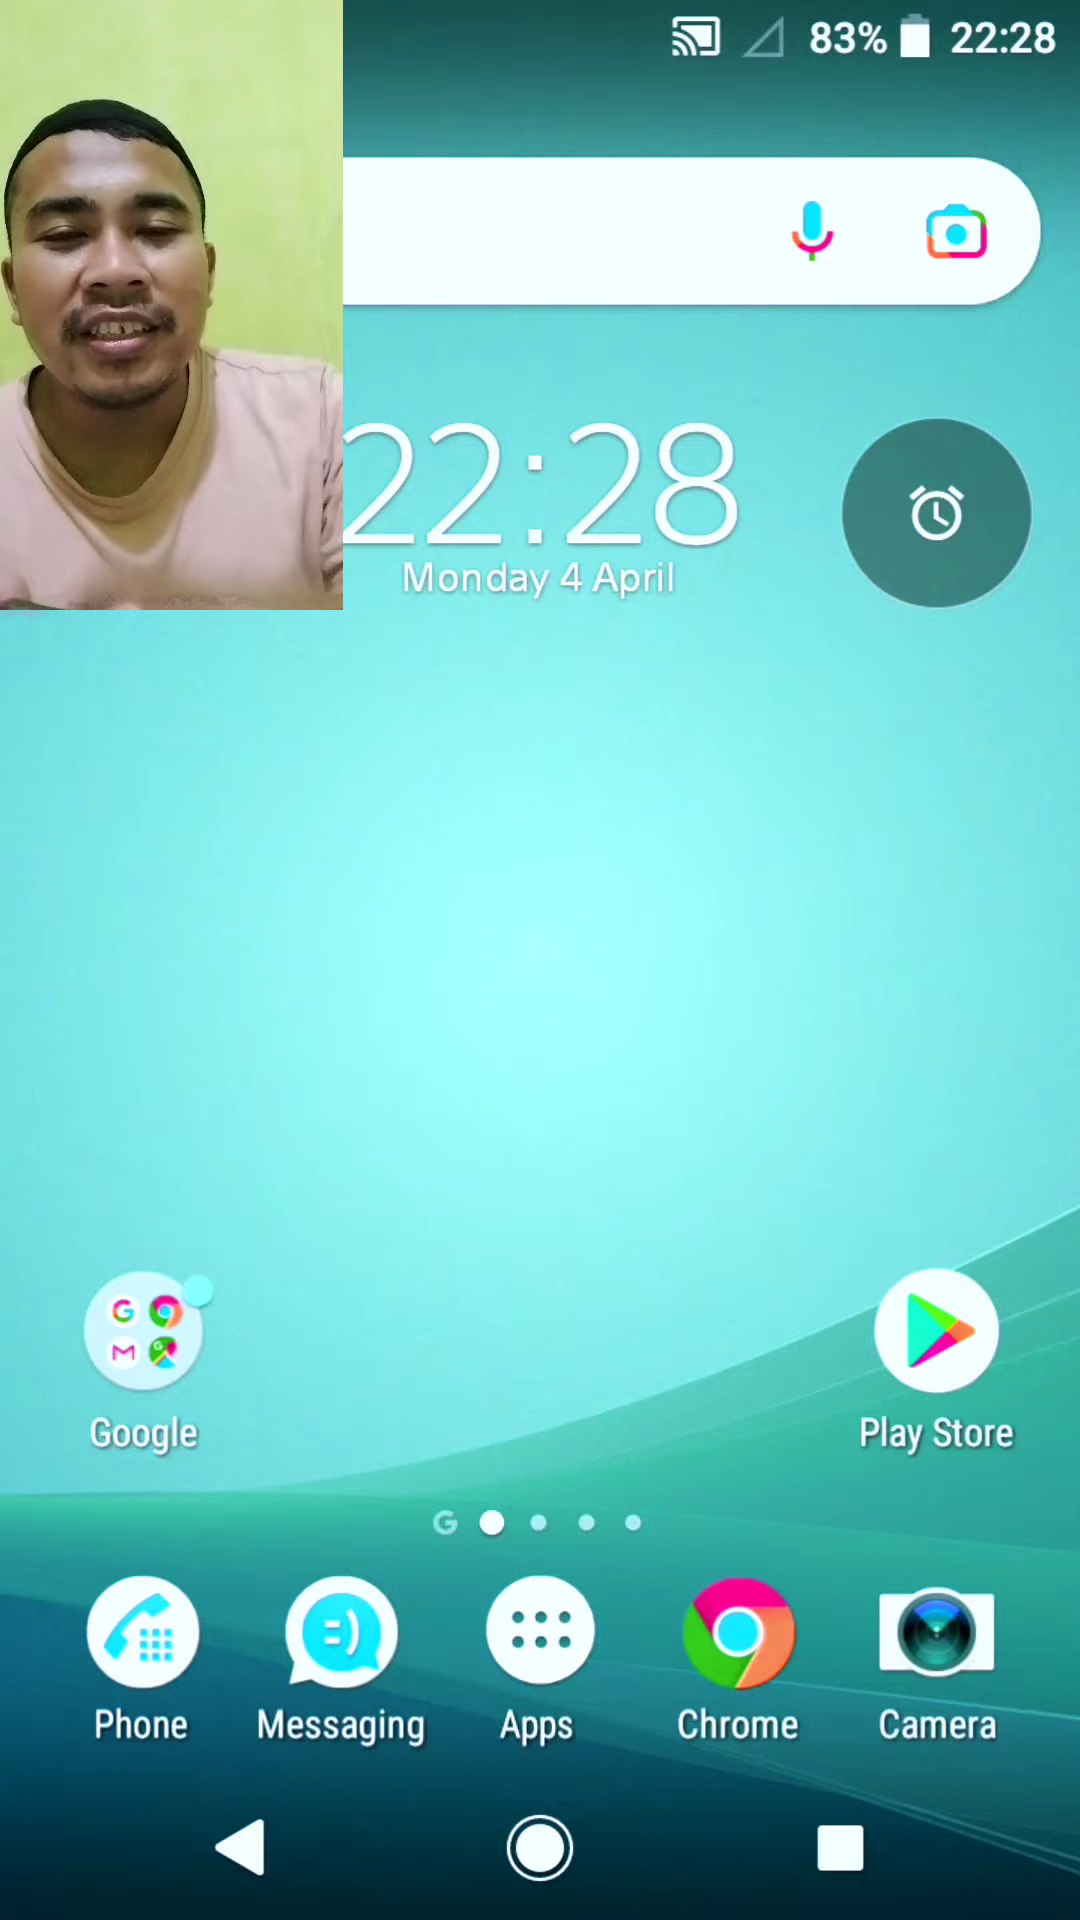 83% 22:28
22:28
Monday 4 April
Google
Play Store
Phone
Messaging
Apps
Chrome
Camera